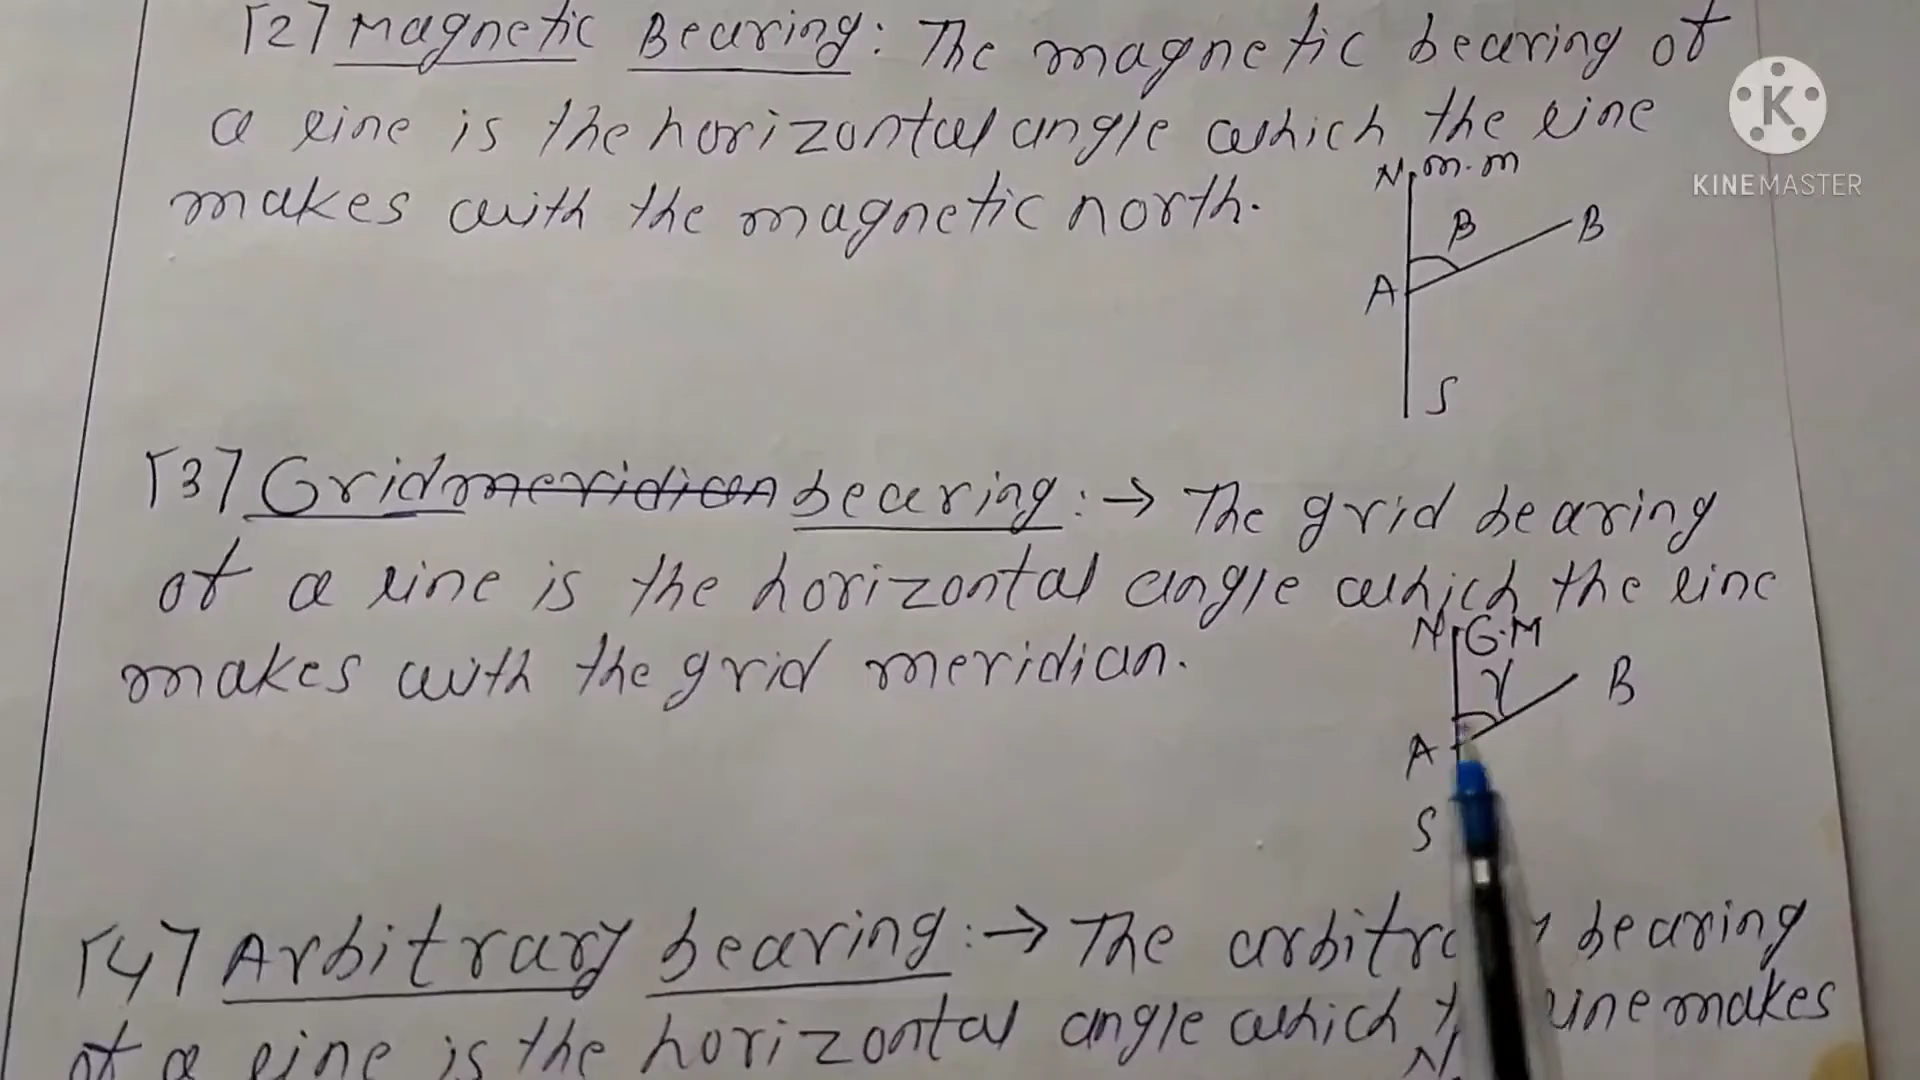 [2] Magnetic Bearing: The magnetic bearing of
a line is the horizontal angle which the line
makes with the magnetic north.
N m.m
B
B
A
S
K
KINEMASTER
[3] Grid meridian bearing :→ The grid bearing
of a line is the horizontal angle which the line
makes with the grid meridian.
N G.M
γ
B
A
S
[4] Arbitrary bearing :→ The bearing
of a line is the horizontal angle which line makes
N